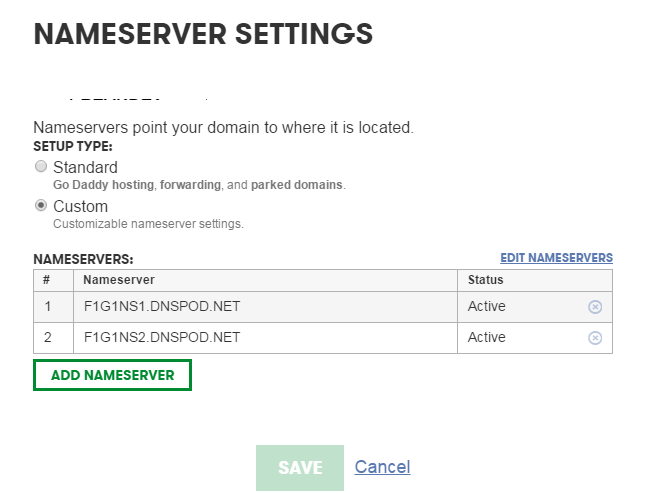 NAMESERVER SETTINGS
Nameservers point your domain to where it is located.
SETUP TYPE:
Standard
Go Daddy hosting, forwarding, and parked domains.
Custom
Customizable nameserver settings.
NAMESERVERS: EDIT NAMESERVERS
# Nameserver Status
1 F1G1NS1.DNSPOD.NET Active
2 F1G1NS2.DNSPOD.NET Active
ADD NAMESERVER
SAVE Cancel